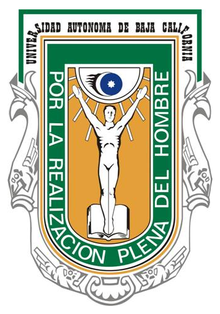 UNIVERSIDAD AUTONOMA DE BAJA CALIFORNIA
POR LA REALIZACION PLENA DEL HOMBRE